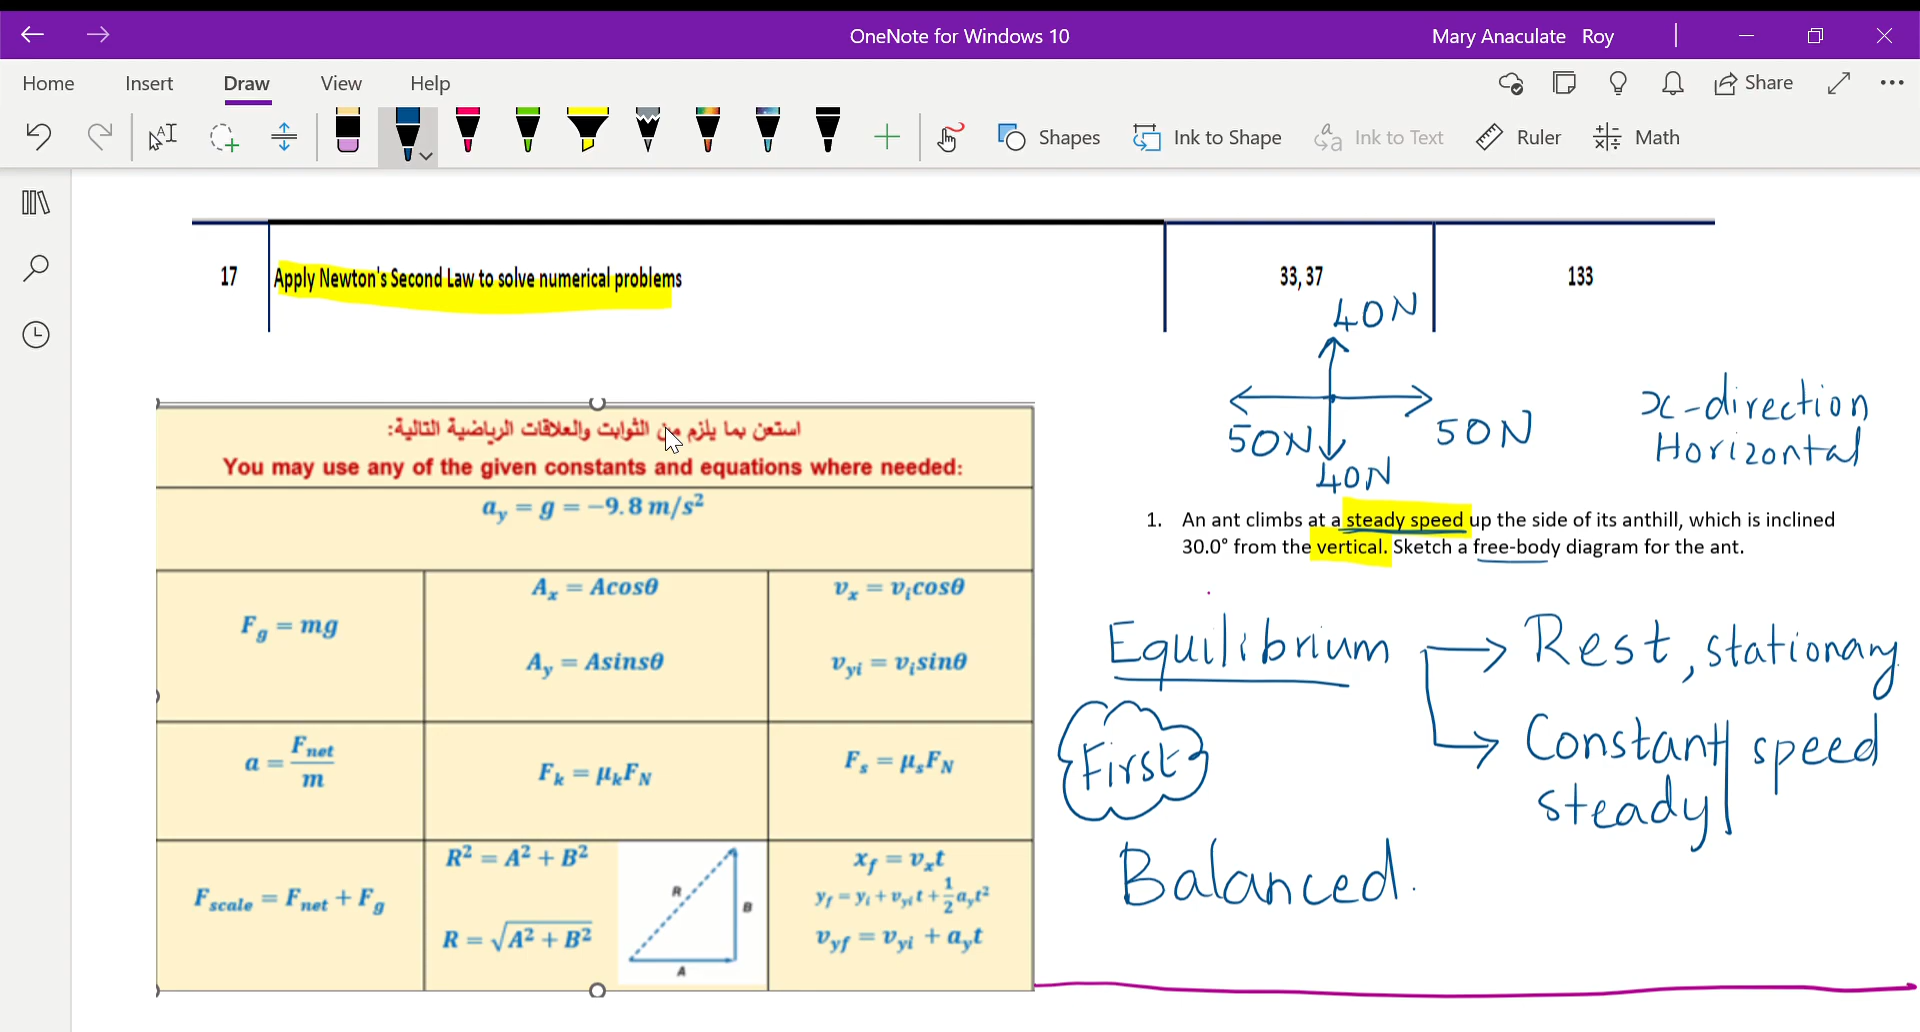 OneNote for Windows 10
Mary Anaculate Roy
Home Insert Draw View Help
Share
Shapes Ink to Shape Ink to Text Ruler Math
17 Apply Newton's Second Law to solve numerical problems 33, 37 133
40N
50N 50N
40N
x-direction
Horizontal
استعن بما يلزم من الثوابت والعلاقات الرياضية التالية:
You may use any of the given constants and equations where needed:
a_y = g = −9.8 m/s²
F_g = mg
A_x = Acosθ
A_y = Asinsθ
v_x = v_i cosθ
v_yi = v_i sinθ
a = F_net / m
F_k = μ_k F_N
F_s = μ_s F_N
F_scale = F_net + F_g
R² = A² + B²
R = √A² + B²
R
B
A
x_f = v_x t
y_f = y_i + v_yi t + 1/2 a_y t²
v_yf = v_yi + a_y t
1. An ant climbs at a steady speed up the side of its anthill, which is inclined
30.0° from the vertical. Sketch a free-body diagram for the ant.
Equilibrium → Rest, stationary
→ Constant speed
steady
First
Balanced.